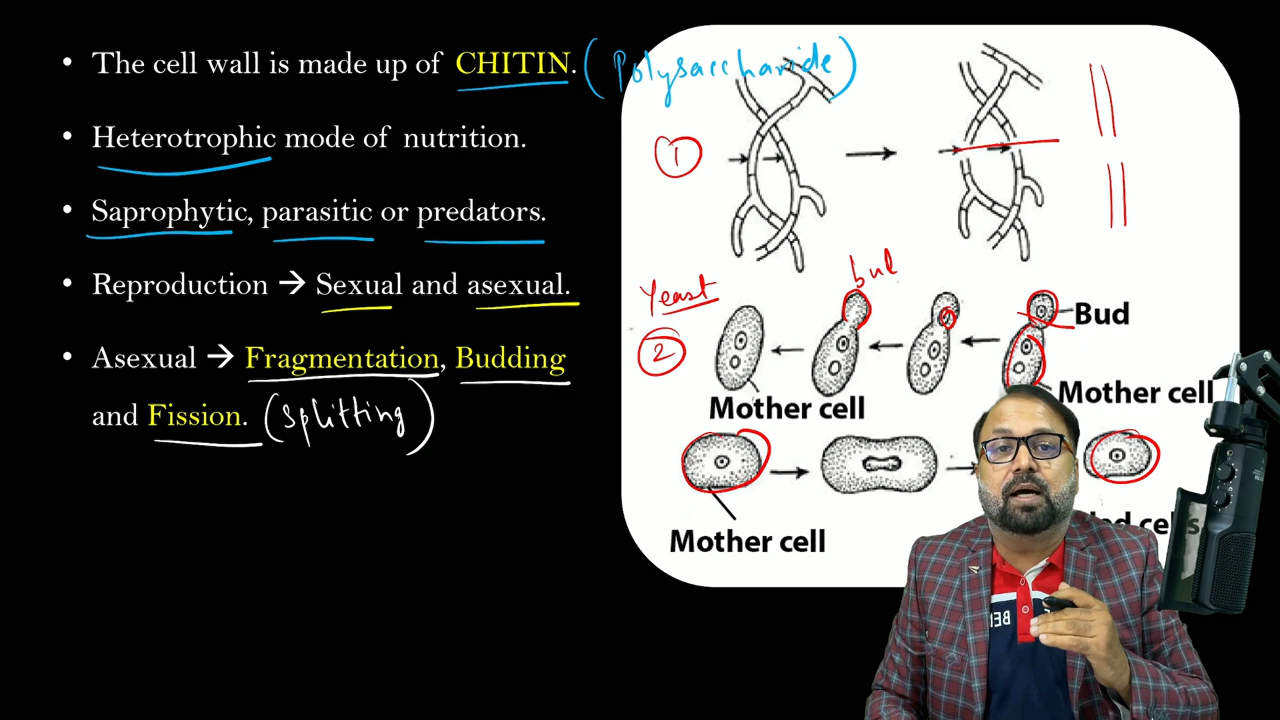 • The cell wall is made up of CHITIN. (Polysaccharide)
• Heterotrophic mode of nutrition.
• Saprophytic, parasitic or predators.
• Reproduction → Sexual and asexual.
• Asexual → Fragmentation, Budding
and Fission. (Splitting)
1
Yeast
bud
2
Bud
Mother cell
Mother cell
Mother cell
cells